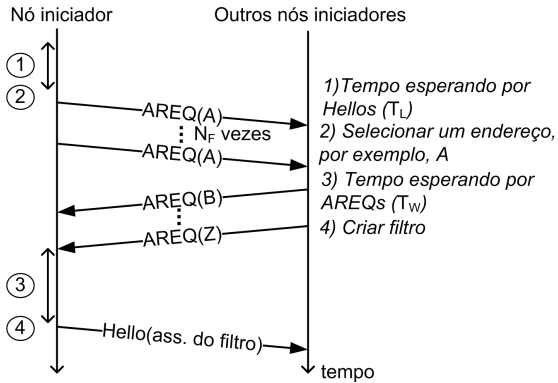 Nó iniciador
Outros nós iniciadores
1
2
AREQ(A)
N_F vezes
AREQ(A)
AREQ(B)
AREQ(Z)
3
4
Hello(ass. do filtro)
1)Tempo esperando por
Hellos (T_L)
2) Selecionar um endereço,
por exemplo, A
3) Tempo esperando por
AREQs (T_W)
4) Criar filtro
tempo